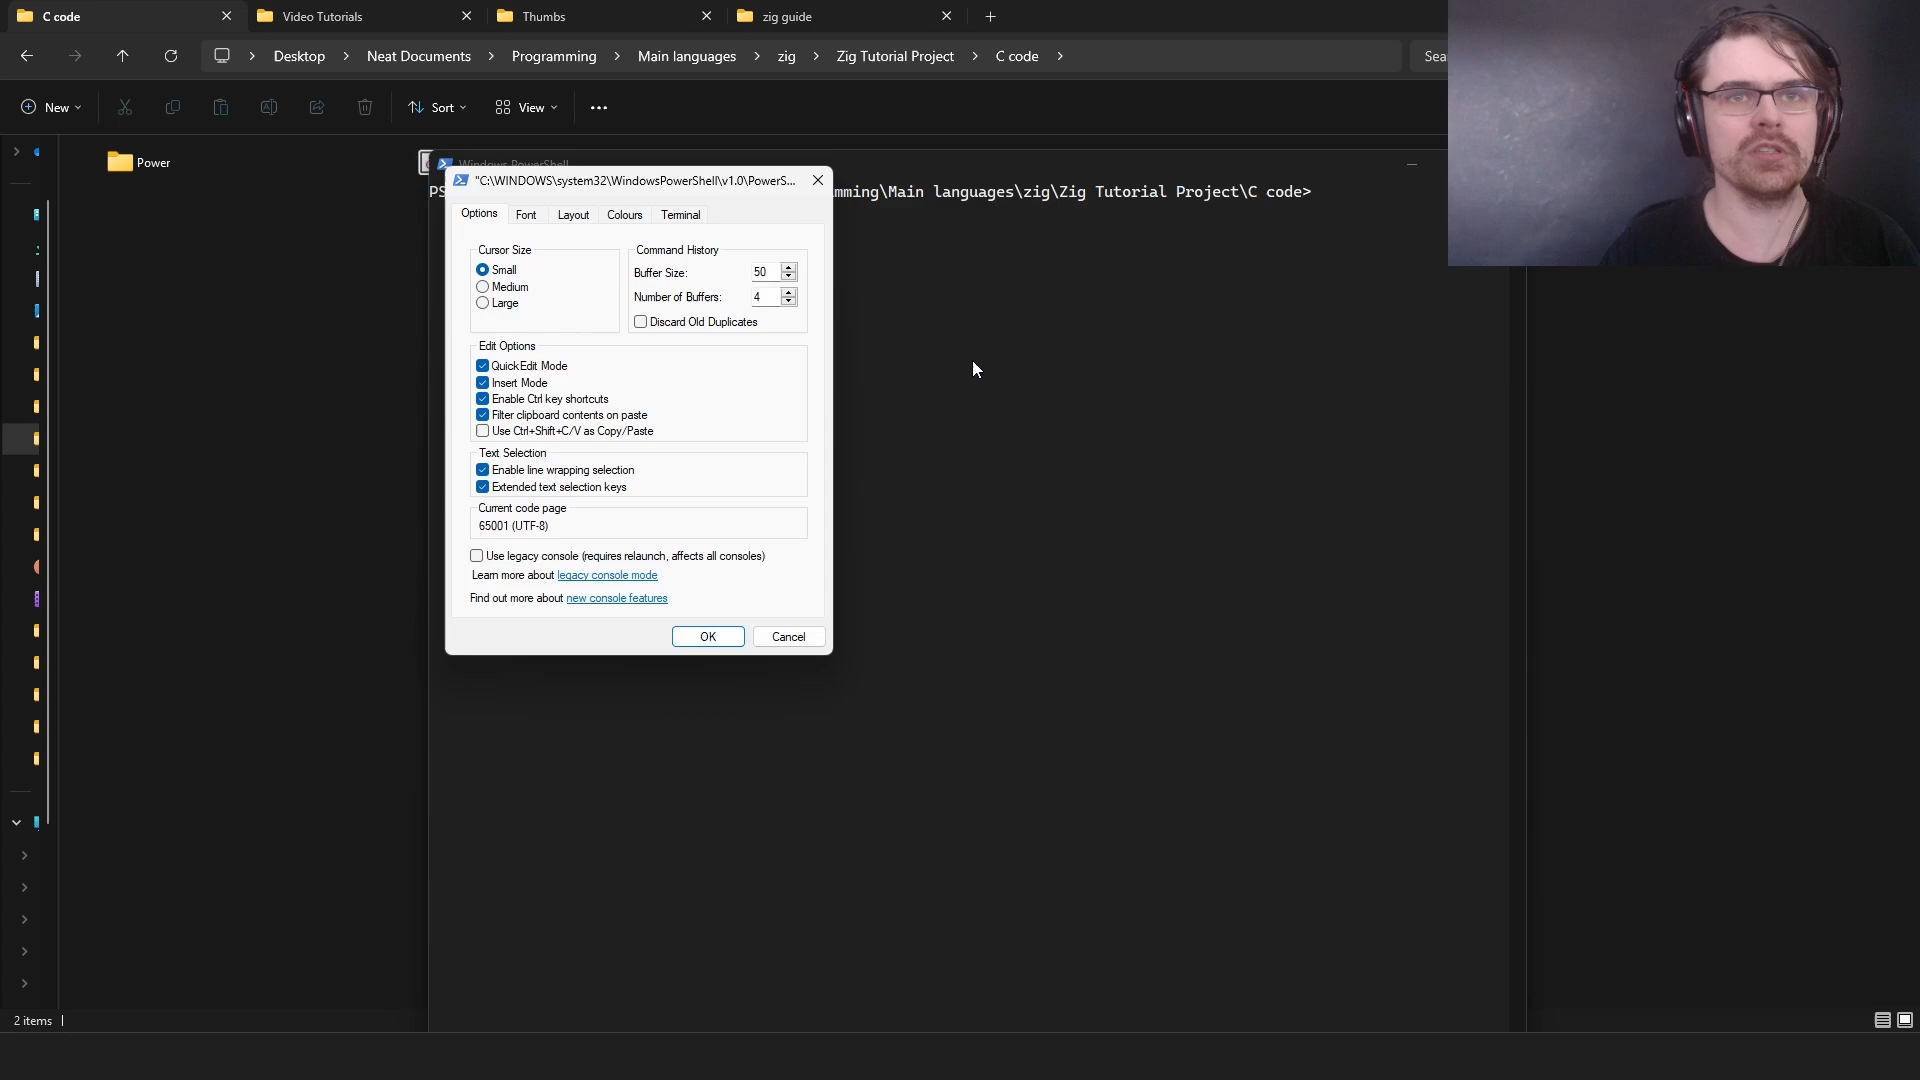 C code
Video Tutorials
Thumbs
zig guide
Desktop
Neat Documents
Programming
Main languages
zig
Zig Tutorial Project
C code
Sea
New
Sort
View
Power
Windows PowerShell
PS
mming\Main languages\zig\Zig Tutorial Project\C code>
"C:\WINDOWS\system32\WindowsPowerShell\v1.0\PowerS...
Options
Font
Layout
Colours
Terminal
Cursor Size
Small
Medium
Large
Command History
Buffer Size:
50
Number of Buffers:
4
Discard Old Duplicates
Edit Options
QuickEdit Mode
Insert Mode
Enable Ctrl key shortcuts
Filter clipboard contents on paste
Use Ctrl+Shift+C/V as Copy/Paste
Text Selection
Enable line wrapping selection
Extended text selection keys
Current code page
65001 (UTF-8)
Use legacy console (requires relaunch, affects all consoles)
Learn more about legacy console mode
Find out more about new console features
OK
Cancel
2 items